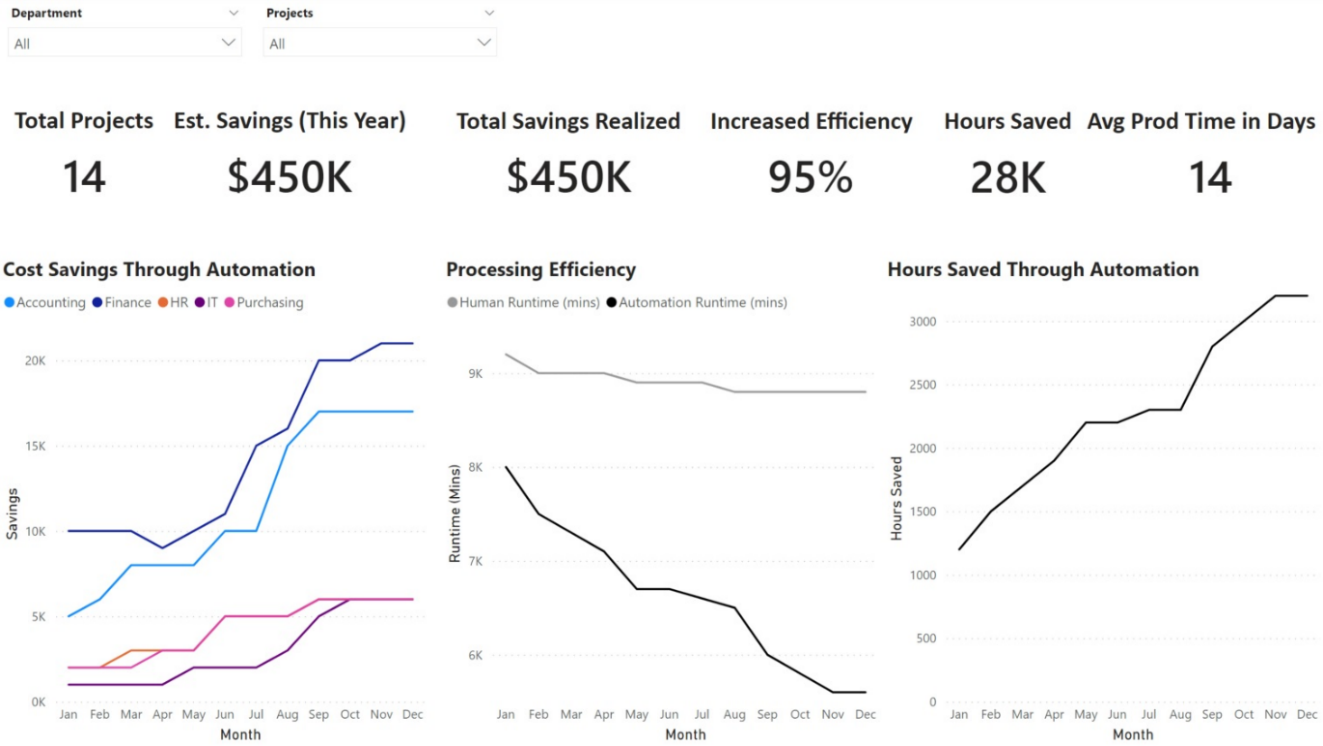 Department
Projects
All
All
Total Projects
Est. Savings (This Year)
Total Savings Realized
Increased Efficiency
Hours Saved
Avg Prod Time in Days
14
$450K
$450K
95%
28K
14
Cost Savings Through Automation
Accounting Finance HR IT Purchasing
20K
15K
10K
5K
0K
Savings
Jan Feb Mar Apr May Jun Jul Aug Sep Oct Nov Dec
Month
Processing Efficiency
Human Runtime (mins) Automation Runtime (mins)
9K
8K
7K
6K
Runtime (Mins)
Jan Feb Mar Apr May Jun Jul Aug Sep Oct Nov Dec
Month
Hours Saved Through Automation
3000
2500
2000
1500
1000
500
0
Hours Saved
Jan Feb Mar Apr May Jun Jul Aug Sep Oct Nov Dec
Month